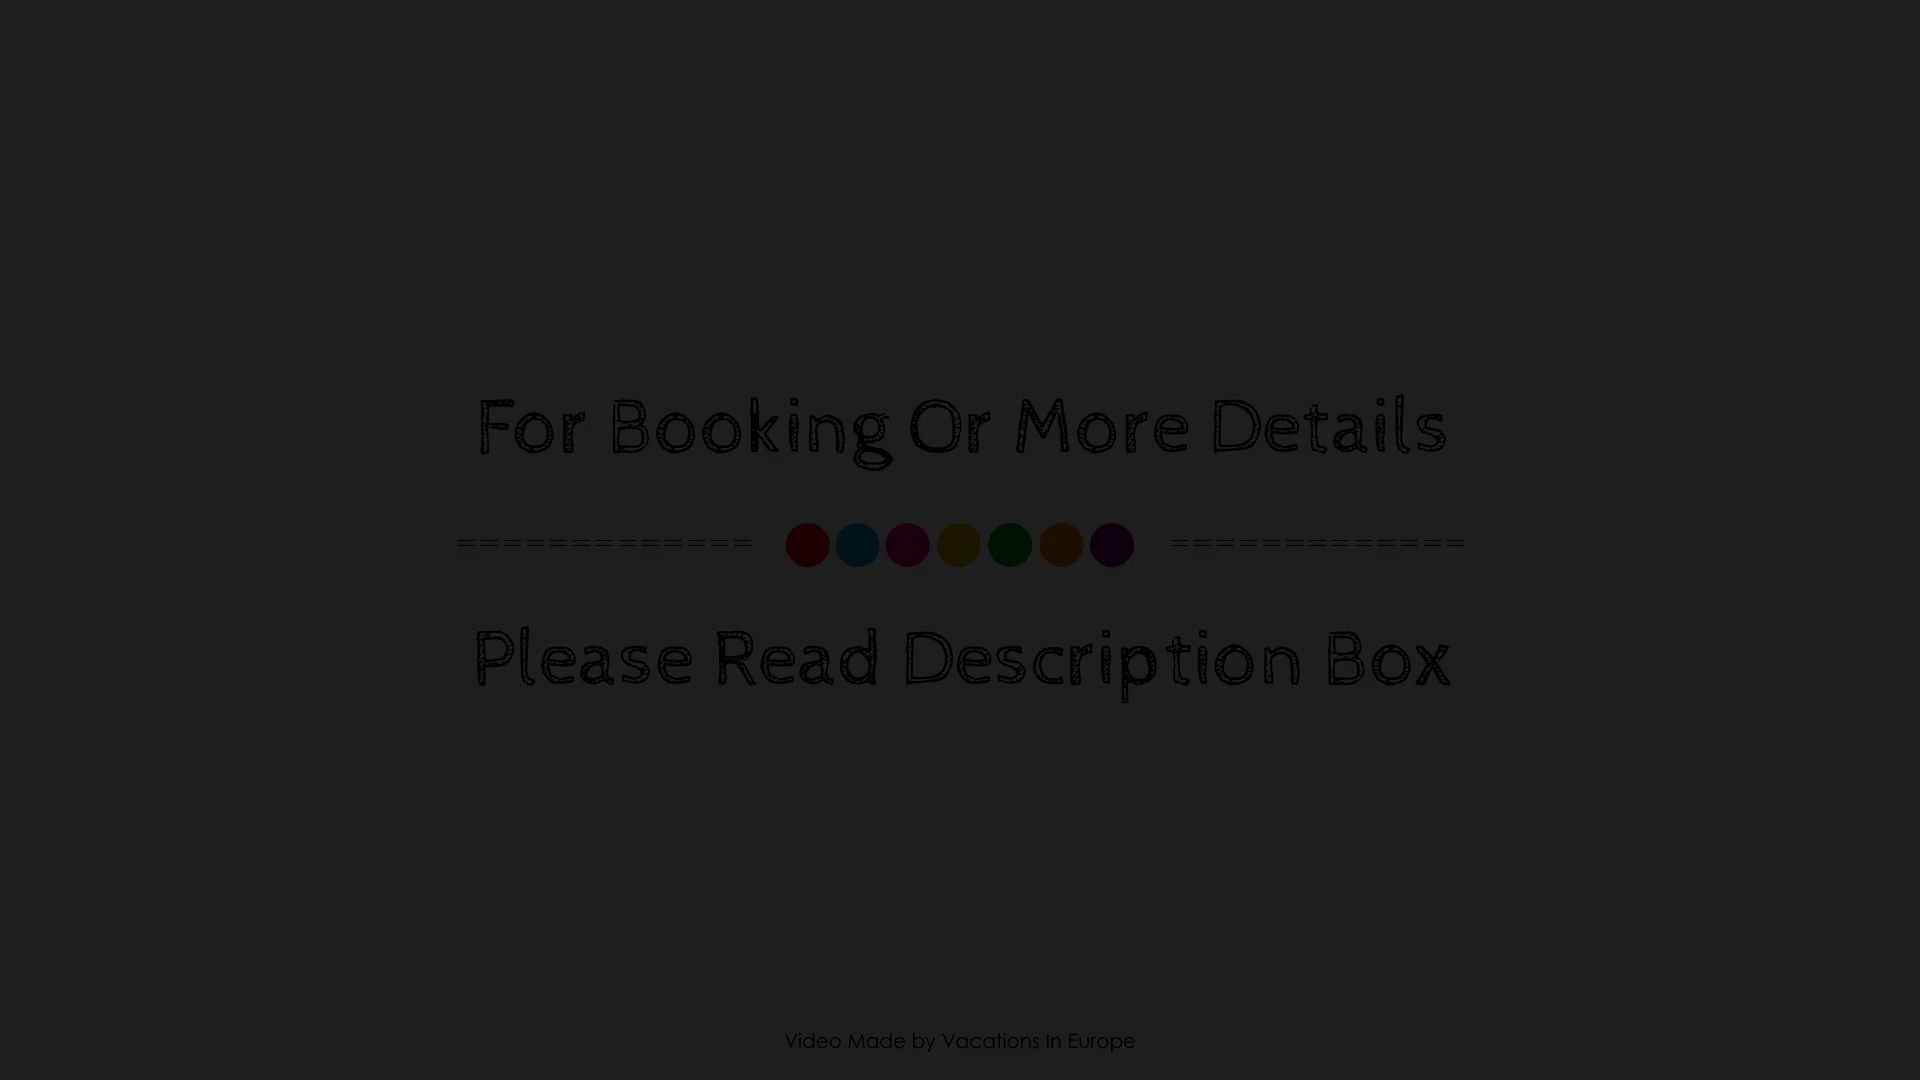 For Booking Or More Details
============= =============
Please Read Description Box
Video Made by Vacations In Europe